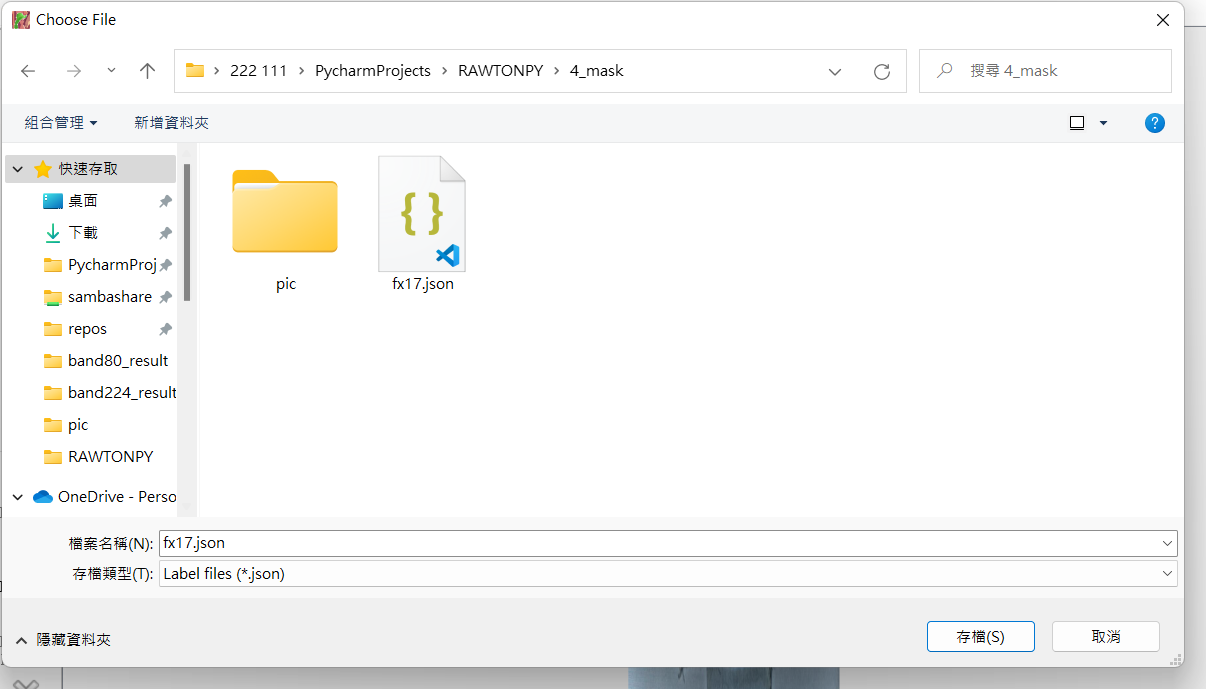 Choose File
222 111 PycharmProjects RAWTONPY 4_mask
搜尋 4_mask
組合管理 新增資料夾
?
快速存取
桌面
下載
PycharmProj
sambashare
repos
band80_result
band224_result
pic
RAWTONPY
OneDrive - Perso
pic
{ }
fx17.json
檔案名稱(N): fx17.json
存檔類型(T): Label files (*.json)
隱藏資料夾
存檔(S) 取消